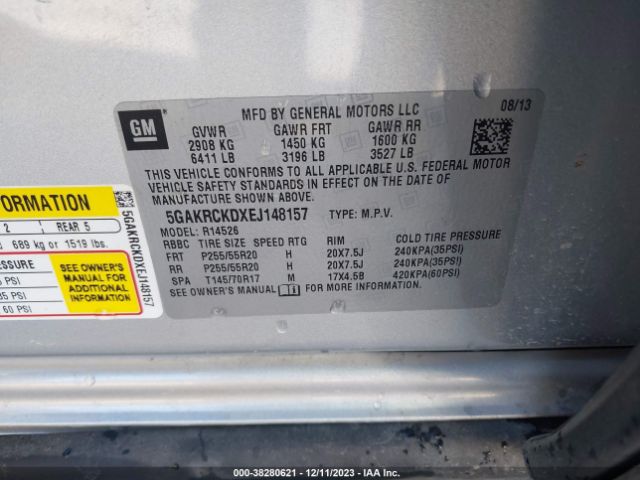 MFD BY GENERAL MOTORS LLC 08/13
GM
GVWR GAWR FRT GAWR RR
2908 KG 1450 KG 1600 KG
6411 LB 3196 LB 3527 LB
THIS VEHICLE CONFORMS TO ALL APPLICABLE U.S. FEDERAL MOTOR
VEHICLE SAFETY STANDARDS IN EFFECT ON THE DATE OF
MANUFACTURE SHOWN ABOVE.
5GAKRCKDXEJ148157 TYPE: M.P.V.
MODEL: R14526
RBBC TIRE SIZE SPEED RTG RIM COLD TIRE PRESSURE
FRT P255/55R20 H 20X7.5J 240KPA(35PSI)
RR P255/55R20 H 20X7.5J 240KPA(35PSI)
SPA T145/70R17 M 17X4.5B 420KPA(60PSI)
SEE OWNER'S MANUAL FOR MORE INFORMATION.
FORMATION
2 REAR 5
689 kg or 1519 lbs.
SSURE
PSI
35 PSI
60 PSI
SEE OWNER'S
MANUAL FOR
ADDITIONAL
INFORMATION
5GAKRCKDXEJ148157
000-38280621 - 12/11/2023 - IAA Inc.